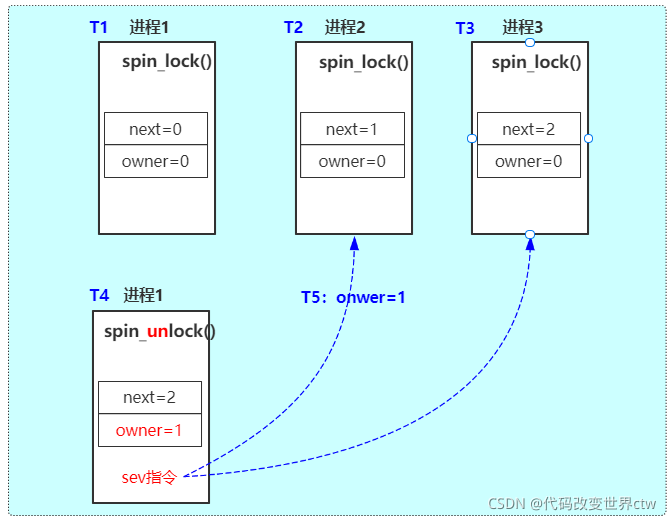 T1 进程1
T2 进程2
T3 进程3
spin_lock()
spin_lock()
spin_lock()
next=0
next=1
next=2
owner=0
owner=0
owner=0
T4 进程1
T5：onwer=1
spin_unlock()
next=2
owner=1
sev指令
CSDN @代码改变世界ctw